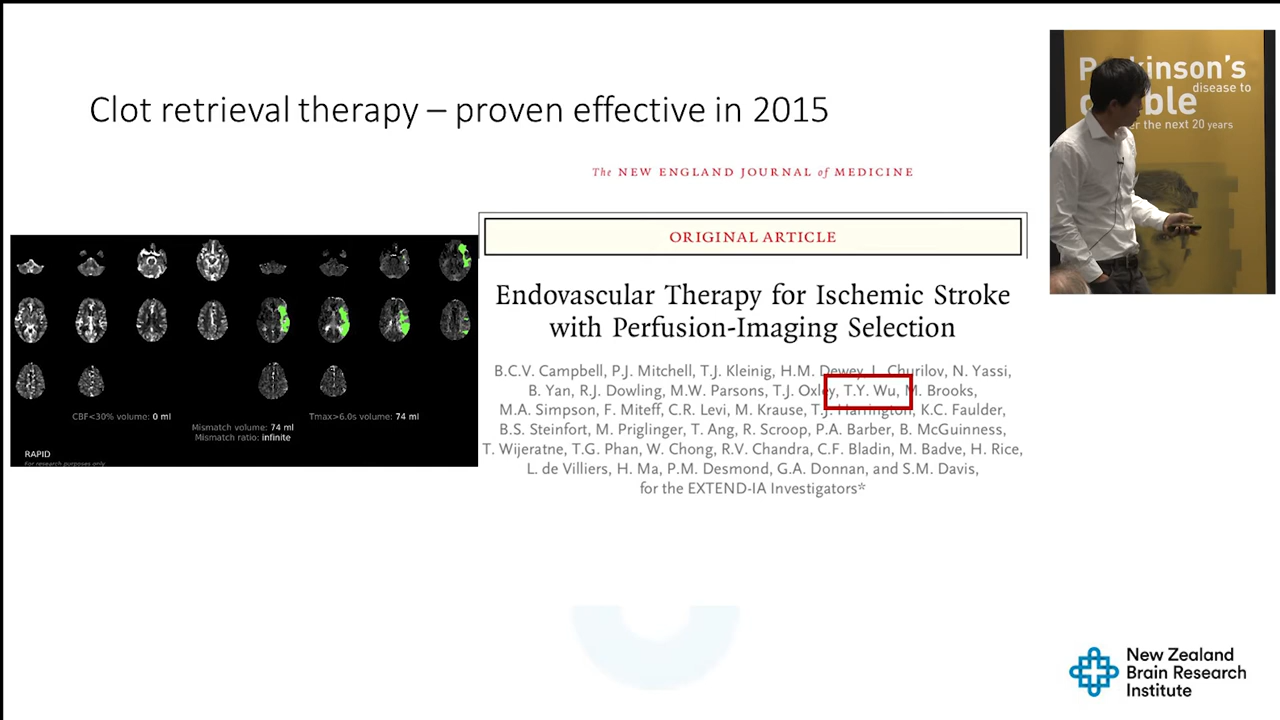 Clot retrieval therapy – proven effective in 2015
The NEW ENGLAND JOURNAL of MEDICINE
ORIGINAL ARTICLE
Endovascular Therapy for Ischemic Stroke
with Perfusion-Imaging Selection
B.C.V. Campbell, P.J. Mitchell, T.J. Kleinig, H.M. Dewey, L. Churilov, N. Yassi,
B. Yan, R.J. Dowling, M.W. Parsons, T.J. Oxley, T.Y. Wu, M. Brooks,
M.A. Simpson, F. Miteff, C.R. Levi, M. Krause, T.J. Harrington, K.C. Faulder,
B.S. Steinfort, M. Priglinger, T. Ang, R. Scroop, P.A. Barber, B. McGuinness,
T. Wijeratne, T.G. Phan, W. Chong, R.V. Chandra, C.F. Bladin, M. Badve, H. Rice,
L. de Villiers, H. Ma, P.M. Desmond, G.A. Donnan, and S.M. Davis,
for the EXTEND-IA Investigators*
CBF<30% volume: 0 ml
Tmax>6.0s volume: 74 ml
Mismatch volume: 74 ml
Mismatch ratio: infinite
RAPID
For research purposes only
disease to
the next 20 years
New Zealand
Brain Research
Institute